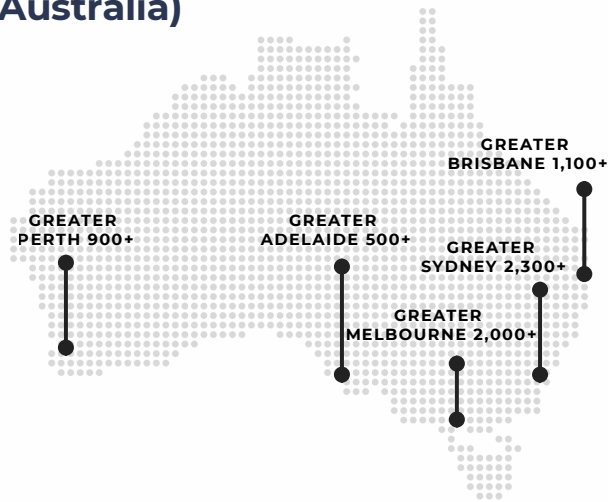 Australia)
GREATER
BRISBANE 1,100+
GREATER
PERTH 900+
GREATER
ADELAIDE 500+
GREATER
SYDNEY 2,300+
GREATER
MELBOURNE 2,000+